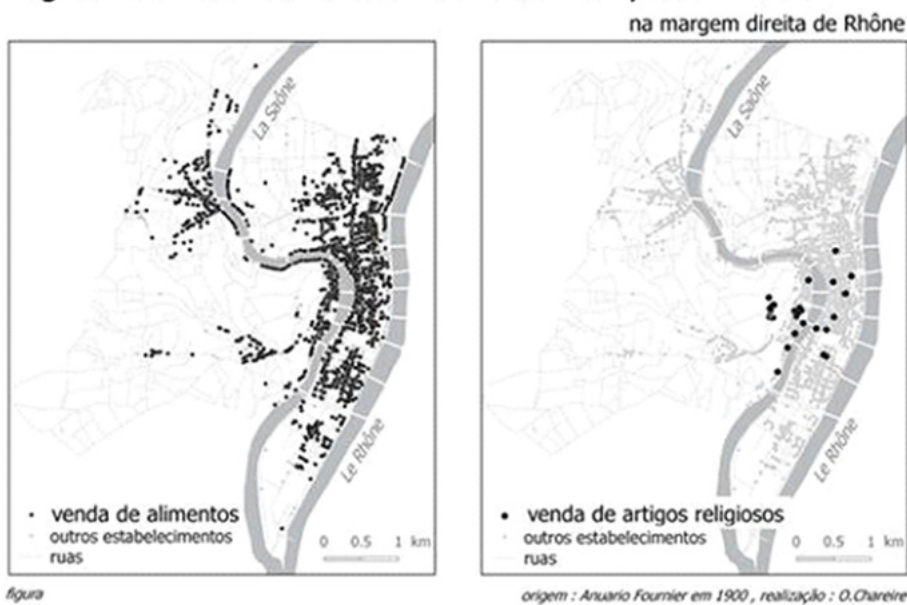 na margem direita de Rhône
La Saône
Le Rhône
venda de alimentos
outros estabelecimentos
ruas
0 0.5 1 km
La Saône
Le Rhône
venda de artigos religiosos
outros estabelecimentos
ruas
0 0.5 1 km
figura
origem : Anuario Fournier em 1900 , realização : O.Chareire